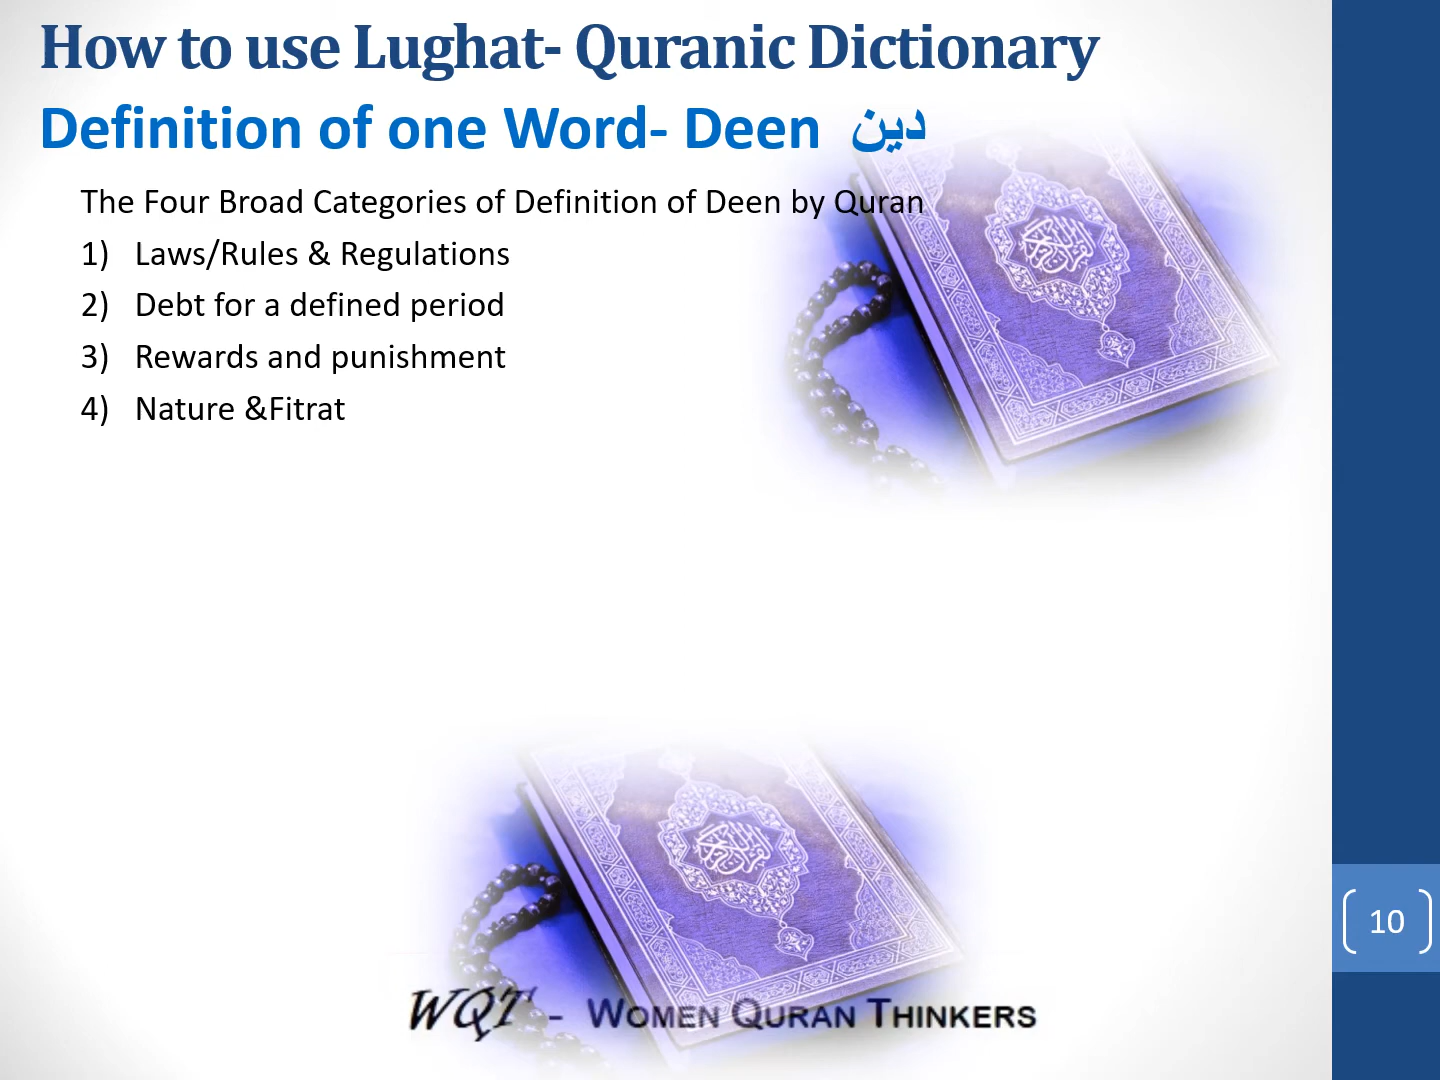 How to use Lughat- Quranic Dictionary
Definition of one Word- Deen دین
The Four Broad Categories of Definition of Deen by Quran
1) Laws/Rules & Regulations
2) Debt for a defined period
3) Rewards and punishment
4) Nature &Fitrat
10
WQT - WOMEN QURAN THINKERS